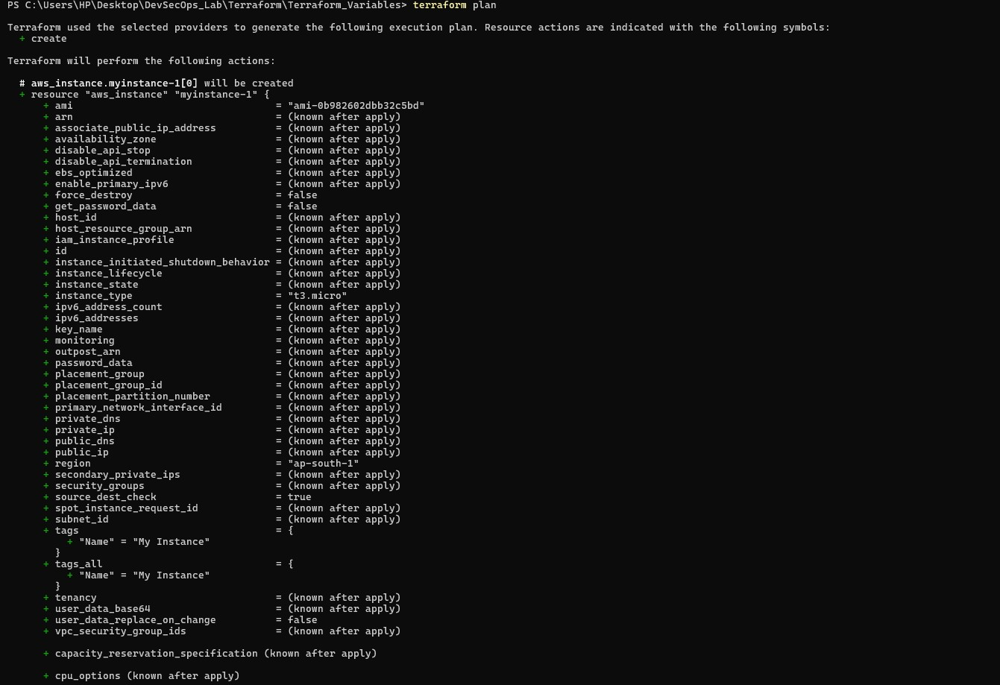 PS C:\Users\HP\Desktop\DevSecOps_Lab\Terraform\Terraform_Variables> terraform plan
Terraform used the selected providers to generate the following execution plan. Resource actions are indicated with the following symbols:
  + create
Terraform will perform the following actions:
  # aws_instance.myinstance-1[0] will be created
  + resource "aws_instance" "myinstance-1" {
      + ami                                  = "ami-0b982602dbb32c5bd"
      + arn                                  = (known after apply)
      + associate_public_ip_address          = (known after apply)
      + availability_zone                    = (known after apply)
      + disable_api_stop                     = (known after apply)
      + disable_api_termination              = (known after apply)
      + ebs_optimized                        = (known after apply)
      + enable_primary_ipv6                  = (known after apply)
      + force_destroy                        = false
      + get_password_data                    = false
      + host_id                              = (known after apply)
      + host_resource_group_arn              = (known after apply)
      + iam_instance_profile                 = (known after apply)
      + id                                   = (known after apply)
      + instance_initiated_shutdown_behavior = (known after apply)
      + instance_lifecycle                   = (known after apply)
      + instance_state                       = (known after apply)
      + instance_type                        = "t3.micro"
      + ipv6_address_count                   = (known after apply)
      + ipv6_addresses                       = (known after apply)
      + key_name                             = (known after apply)
      + monitoring                           = (known after apply)
      + outpost_arn                          = (known after apply)
      + password_data                        = (known after apply)
      + placement_group                      = (known after apply)
      + placement_group_id                   = (known after apply)
      + placement_partition_number           = (known after apply)
      + primary_network_interface_id         = (known after apply)
      + private_dns                          = (known after apply)
      + private_ip                           = (known after apply)
      + public_dns                           = (known after apply)
      + public_ip                            = (known after apply)
      + region                               = "ap-south-1"
      + secondary_private_ips                = (known after apply)
      + security_groups                      = (known after apply)
      + source_dest_check                    = true
      + spot_instance_request_id             = (known after apply)
      + subnet_id                            = (known after apply)
      + tags                                 = {
          + "Name" = "My Instance"
        }
      + tags_all                             = {
          + "Name" = "My Instance"
        }
      + tenancy                              = (known after apply)
      + user_data_base64                     = (known after apply)
      + user_data_replace_on_change          = false
      + vpc_security_group_ids               = (known after apply)
      + capacity_reservation_specification (known after apply)
      + cpu_options (known after apply)